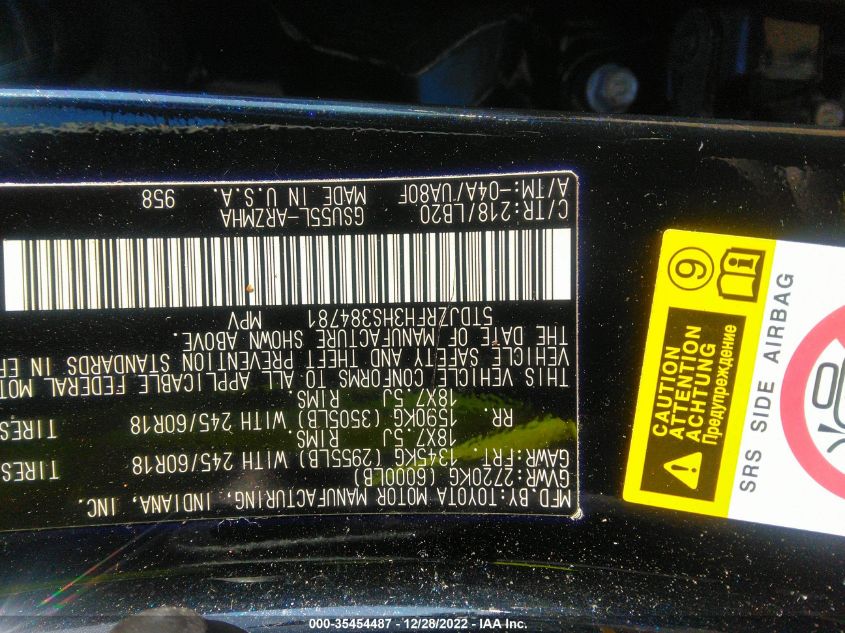 MFD.BY:TOYOTA MOTOR MANUFACTURING, INDIANA, INC.
GVWR:2720KG (6000LB)
GAWR:FRT. 1345KG (2955LB) WITH 245/60R18 TIRES
18X7.5J RIMS.
RR. 1590KG (3505LB) WITH 245/60R18 TIRES
18X7.5J RIMS.
THIS VEHICLE CONFORMS TO ALL APPLICABLE FEDERAL
VEHICLE SAFETY AND THEFT PREVENTION STANDARDS IN
THE DATE OF MANUFACTURE SHOWN ABOVE.
5TDJZRFH3HS384781 MPV
C/TR:218/LB20 GSU55L-ARZMHA 958
A/TM:-04A/UA80F MADE IN U.S.A.
6
CAUTION
ATTENTION
ACHTUNG
Предупреждение
SRS SIDE AIRBAG
000-35454487 - 12/28/2022 - IAA Inc.